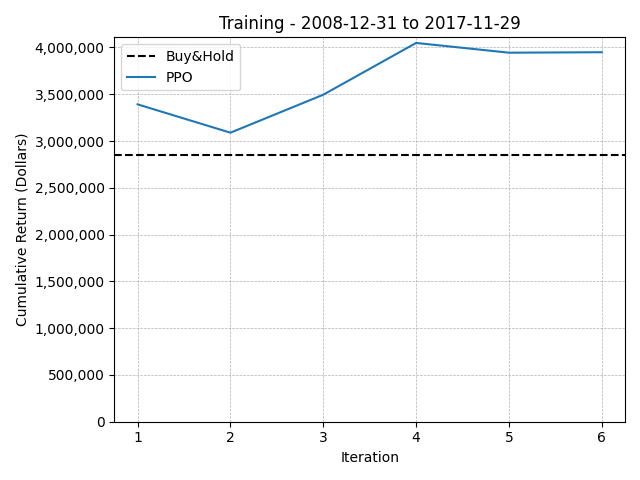 Training - 2008-12-31 to 2017-11-29
Buy&Hold
PPO
Cumulative Return (Dollars)
4,000,000
3,500,000
3,000,000
2,500,000
2,000,000
1,500,000
1,000,000
500,000
0
1 2 3 4 5 6
Iteration